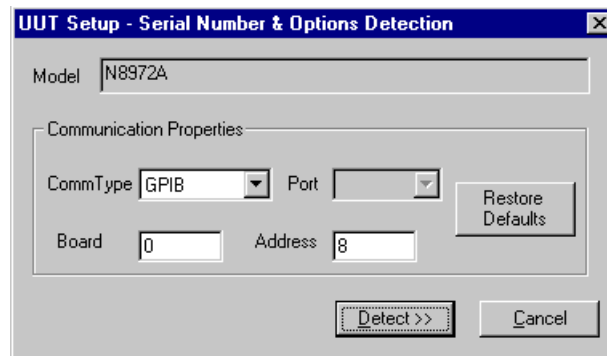 UUT Setup - Serial Number & Options Detection
Model N8972A
Communication Properties
CommType GPIB Port
Restore
Defaults
Board 0 Address 8
Detect >> Cancel